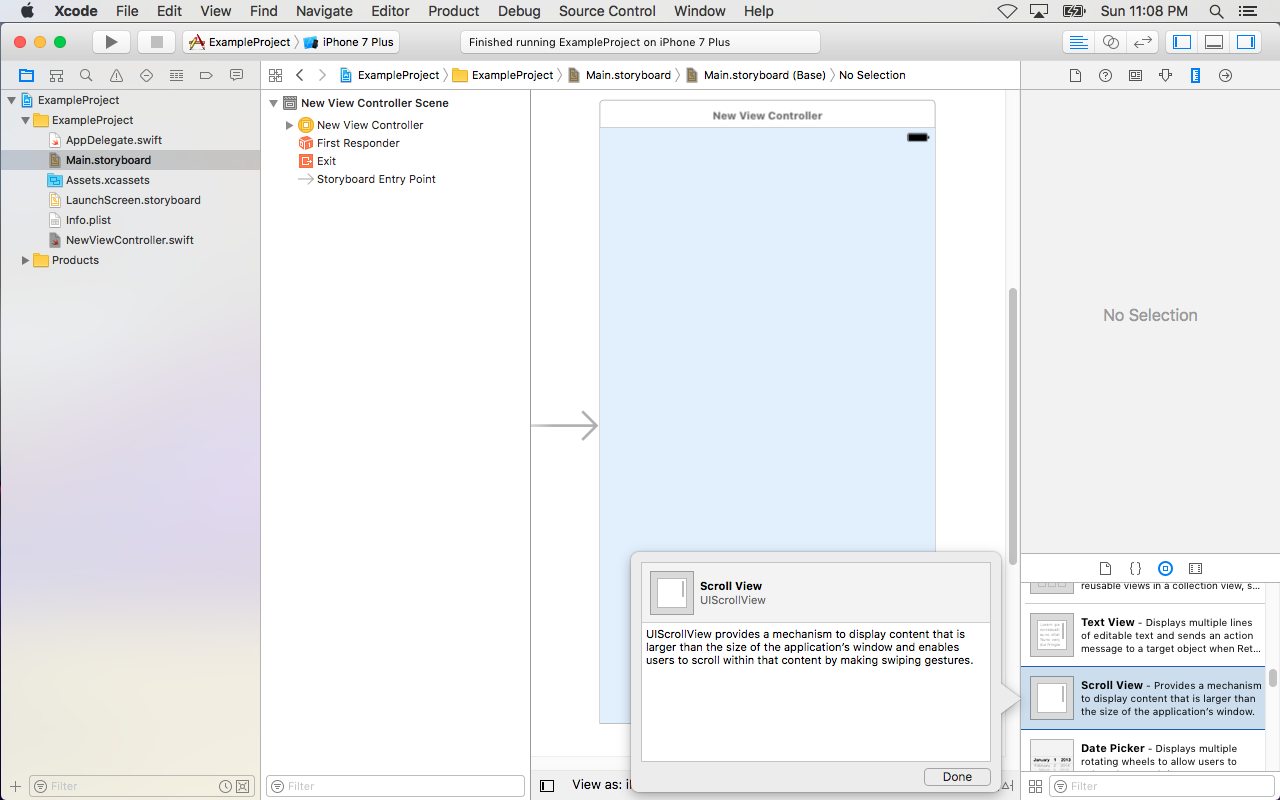 Xcode File Edit View Find Navigate Editor Product Debug Source Control Window Help Sun 11:08 PM
ExampleProject iPhone 7 Plus Finished running ExampleProject on iPhone 7 Plus
ExampleProject ExampleProject Main.storyboard Main.storyboard (Base) No Selection
ExampleProject
ExampleProject
AppDelegate.swift
Main.storyboard
Assets.xcassets
LaunchScreen.storyboard
Info.plist
NewViewController.swift
Products
Filter
New View Controller Scene
New View Controller
First Responder
Exit
Storyboard Entry Point
Filter
New View Controller
View as: i
Scroll View
UIScrollView
UIScrollView provides a mechanism to display content that is
larger than the size of the application's window and enables
users to scroll within that content by making swiping gestures.
Done
No Selection
{}
reusable views in a collection view, s...
Text View - Displays multiple lines
of editable text and sends an action
message to a target object when Ret...
Scroll View - Provides a mechanism
to display content that is larger than
the size of the application's window.
Date Picker - Displays multiple
rotating wheels to allow users to
Filter